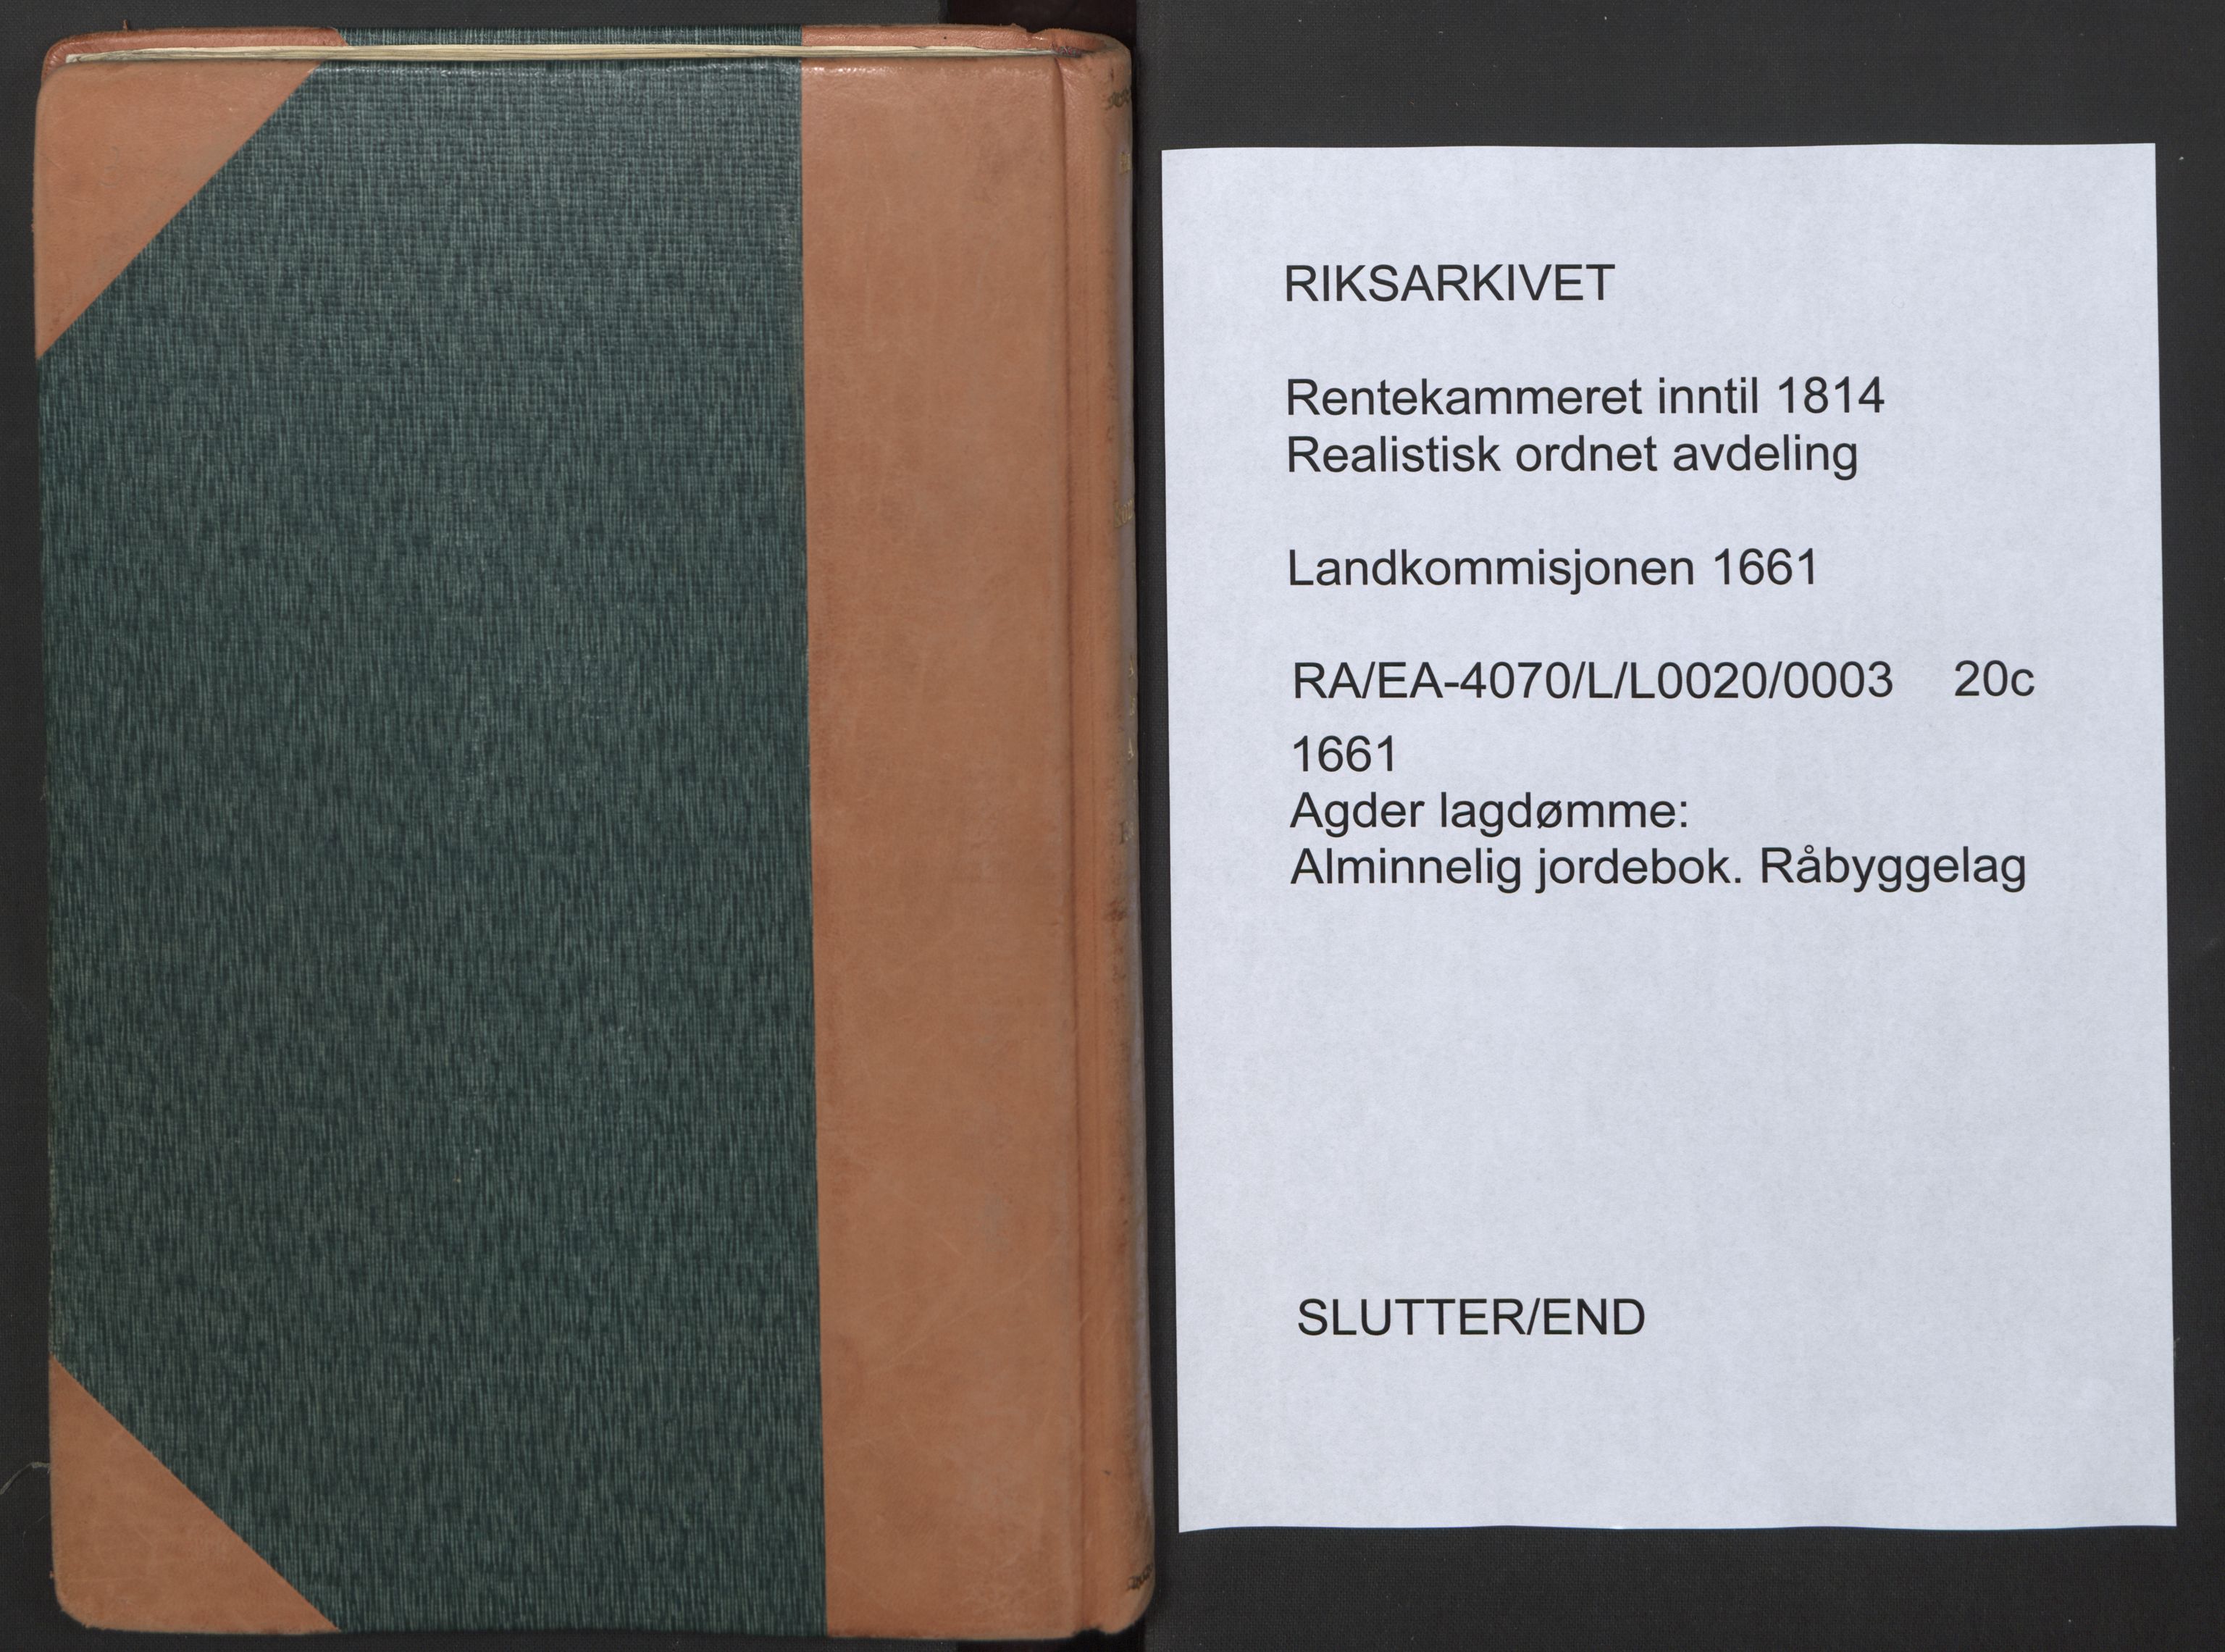 RIKSARKIVET
Rentekammeret inntil 1814
Realistisk ordnet avdeling
Landkommisjonen 1661
RA/EA-4070/L/L0020/0003 20c
1661
Agder lagdømme:
Alminnelig jordebok. Råbyggelag
SLUTTER/END